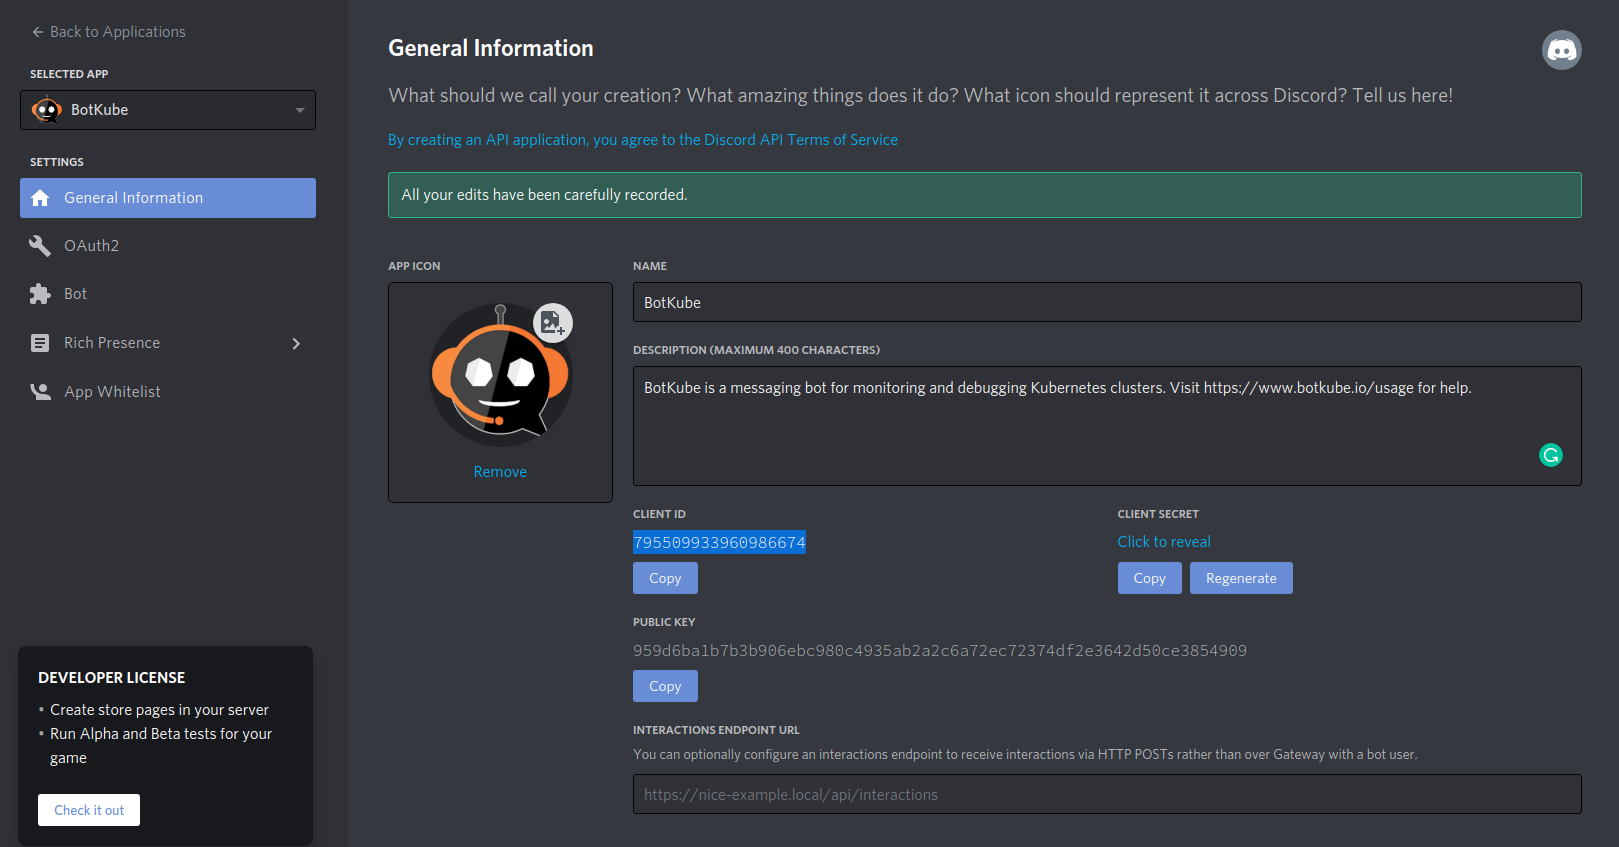 Back to Applications
SELECTED APP
BotKube
SETTINGS
General Information
OAuth2
Bot
Rich Presence
App Whitelist
DEVELOPER LICENSE
• Create store pages in your server
• Run Alpha and Beta tests for your
game
Check it out
General Information
What should we call your creation? What amazing things does it do? What icon should represent it across Discord? Tell us here!
By creating an API application, you agree to the Discord API Terms of Service
All your edits have been carefully recorded.
APP ICON
Remove
NAME
BotKube
DESCRIPTION (MAXIMUM 400 CHARACTERS)
BotKube is a messaging bot for monitoring and debugging Kubernetes clusters. Visit https://www.botkube.io/usage for help.
CLIENT ID
795509933960986674
Copy
CLIENT SECRET
Click to reveal
Copy
Regenerate
PUBLIC KEY
959d6ba1b7b3b906ebc980c4935ab2a2c6a72ec72374df2e3642d50ce3854909
Copy
INTERACTIONS ENDPOINT URL
You can optionally configure an interactions endpoint to receive interactions via HTTP POSTs rather than over Gateway with a bot user.
https://nice-example.local/api/interactions